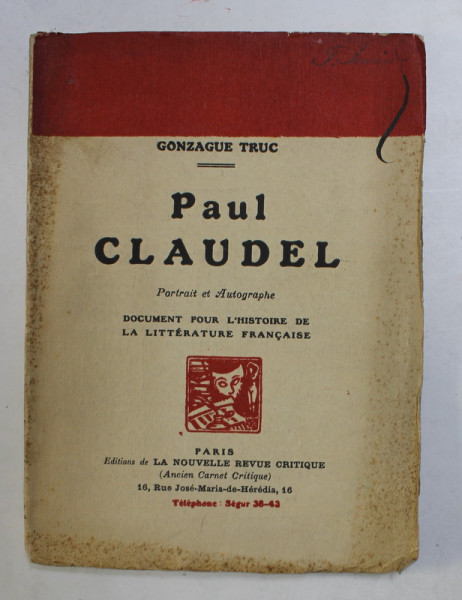 GONZAGUE TRUC
Paul
CLAUDEL
Portrait et Autographe
DOCUMENT POUR L'HISTOIRE DE
LA LITTÉRATURE FRANÇAISE
PARIS
Editions de LA NOUVELLE REVUE CRITIQUE
(Ancien Carnet Critique)
16, Rue José-Maria-de-Hérédia, 16
Téléphone: Ségur 38-43